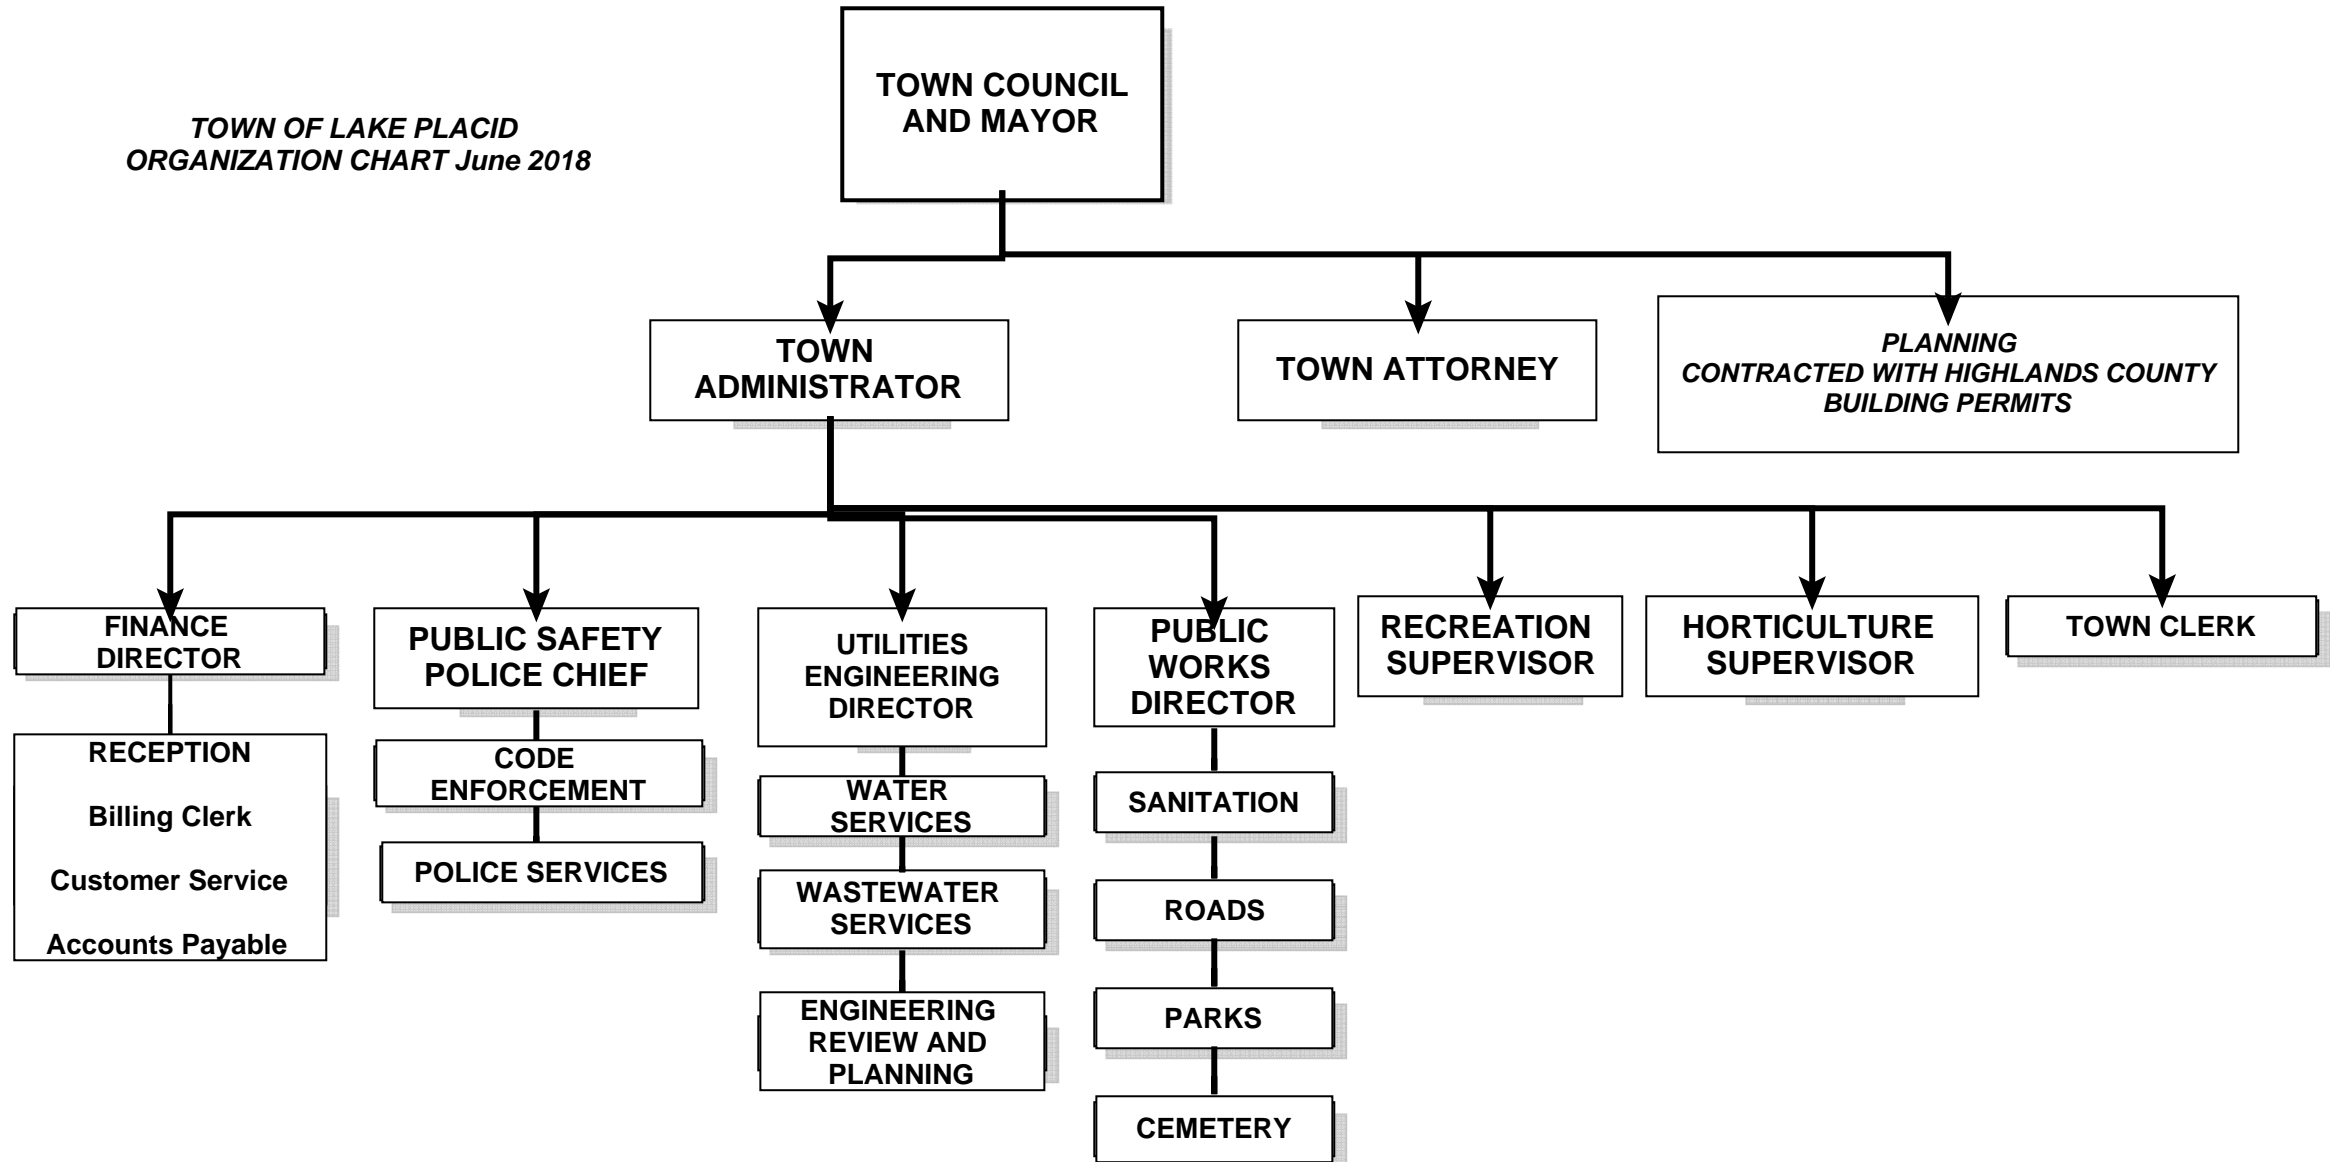 TOWN OF LAKE PLACID
ORGANIZATION CHART June 2018
TOWN COUNCIL
AND MAYOR
TOWN
ADMINISTRATOR
TOWN ATTORNEY
PLANNING
CONTRACTED WITH HIGHLANDS COUNTY
BUILDING PERMITS
FINANCE
DIRECTOR
RECEPTION
Billing Clerk
Customer Service
Accounts Payable
PUBLIC SAFETY
POLICE CHIEF
CODE
ENFORCEMENT
POLICE SERVICES
UTILITIES
ENGINEERING
DIRECTOR
WATER
SERVICES
WASTEWATER
SERVICES
ENGINEERING
REVIEW AND
PLANNING
PUBLIC
WORKS
DIRECTOR
SANITATION
ROADS
PARKS
CEMETERY
RECREATION
SUPERVISOR
HORTICULTURE
SUPERVISOR
TOWN CLERK